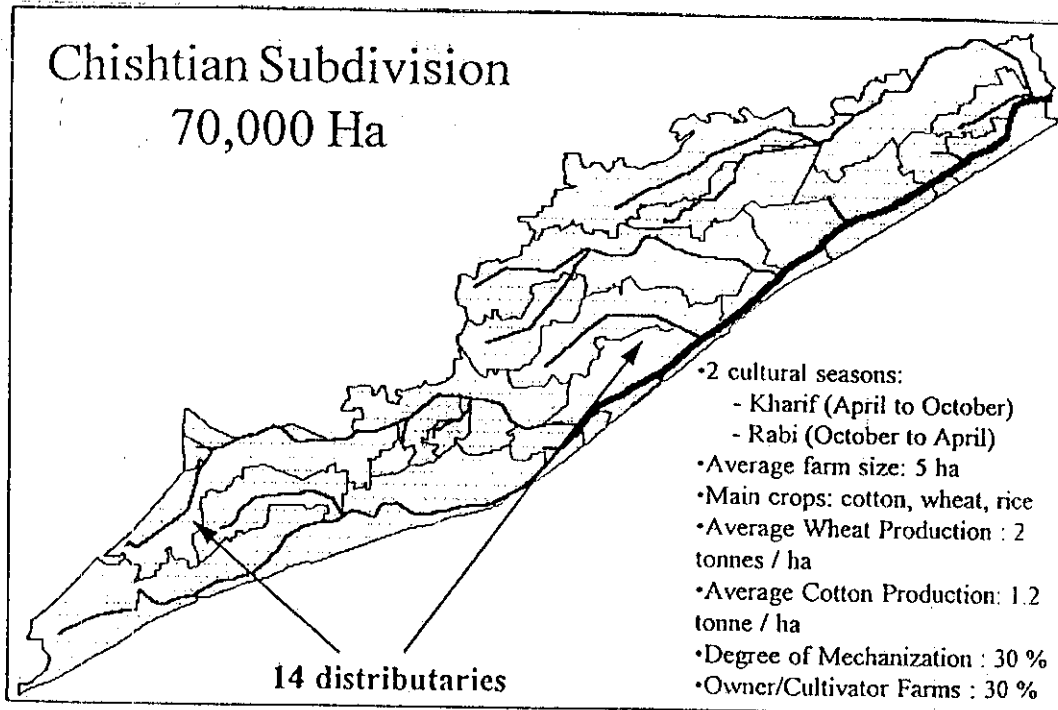 Chishtian Subdivision
70,000 Ha
•2 cultural seasons:
- Kharif (April to October)
- Rabi (October to April)
•Average farm size: 5 ha
•Main crops: cotton, wheat, rice
•Average Wheat Production : 2
tonnes / ha
•Average Cotton Production: 1.2
tonne / ha
•Degree of Mechanization : 30 %
•Owner/Cultivator Farms : 30 %
14 distributaries